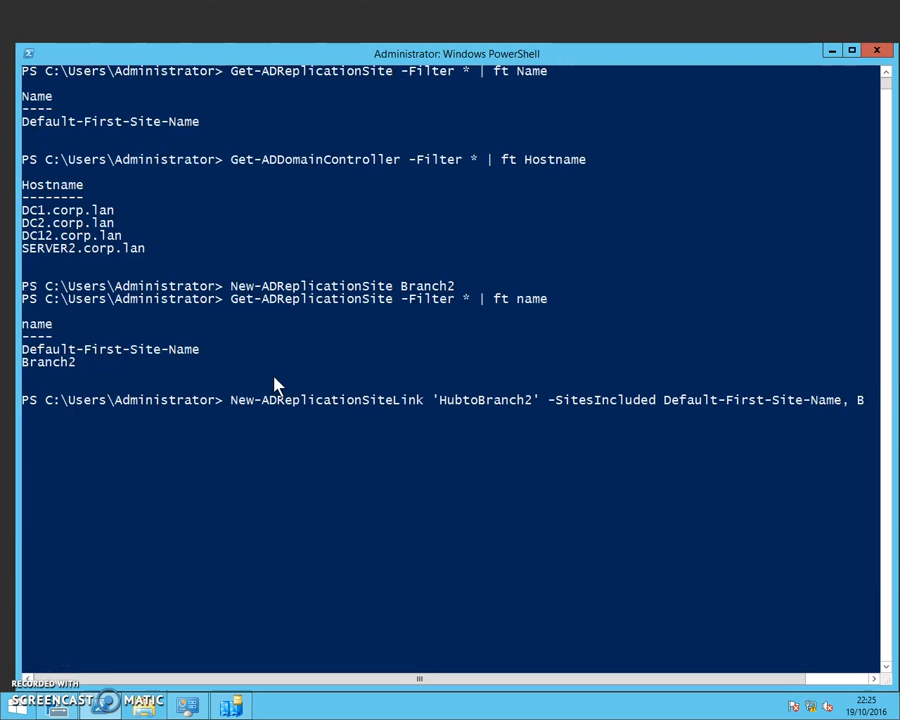 Administrator: Windows PowerShell
PS C:\Users\Administrator> Get-ADReplicationSite -Filter * | ft Name
Name
----
Default-First-Site-Name
PS C:\Users\Administrator> Get-ADDomainController -Filter * | ft Hostname
Hostname
--------
DC1.corp.lan
DC2.corp.lan
DC12.corp.lan
SERVER2.corp.lan
PS C:\Users\Administrator> New-ADReplicationSite Branch2
PS C:\Users\Administrator> Get-ADReplicationSite -Filter * | ft name
name
----
Default-First-Site-Name
Branch2
PS C:\Users\Administrator> New-ADReplicationSiteLink 'HubtoBranch2' -SitesIncluded Default-First-Site-Name, B
RECORDED WITH
SCREENCAST MATIC
22:25
19/10/2016